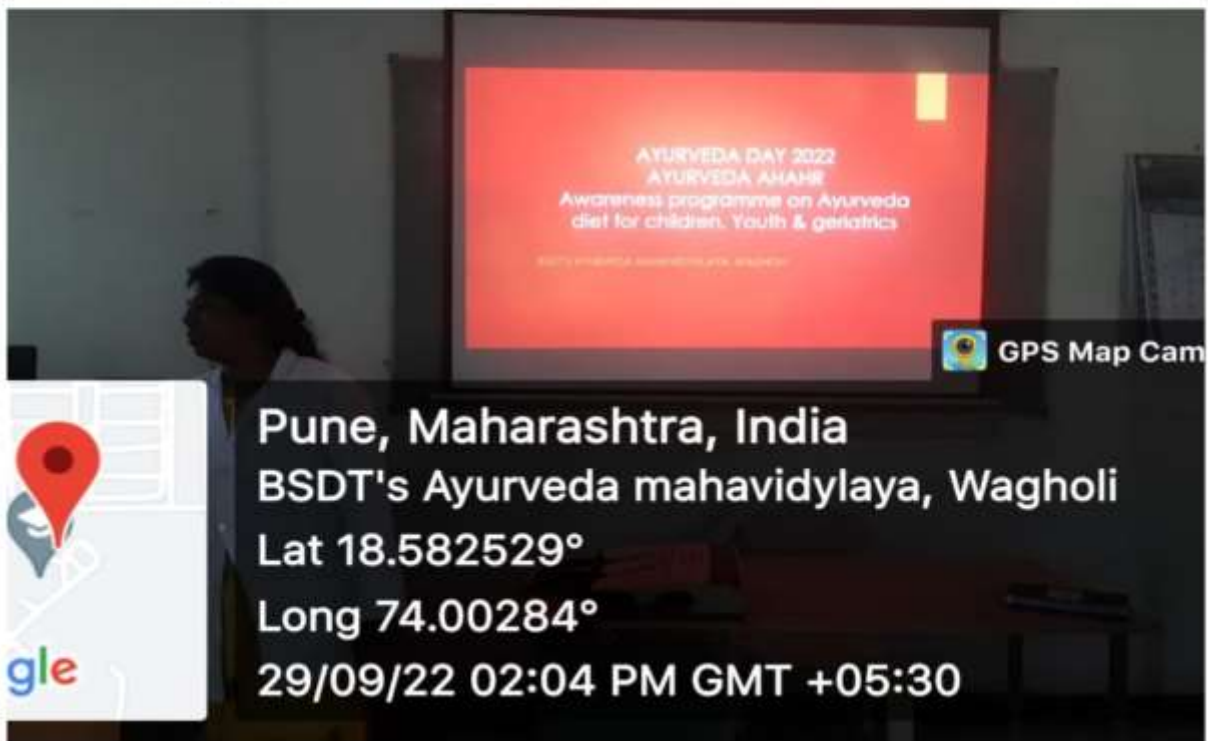 AYURVEDA DAY 2022
AYURVEDA AHAHR
Awareness programme on Ayurveda
diet for children. Youth & geriatrics
GPS Map Cam
Pune, Maharashtra, India
BSDT's Ayurveda mahavidylaya, Wagholi
Lat 18.582529°
Long 74.00284°
29/09/22 02:04 PM GMT +05:30
gle